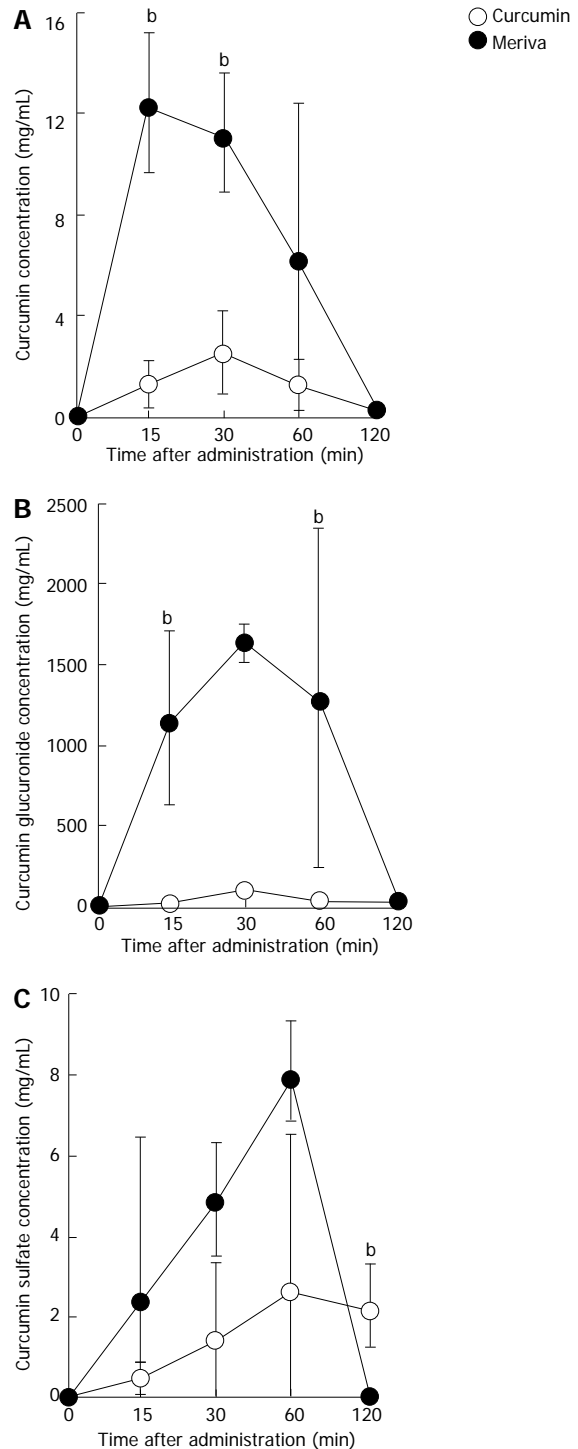 A
Curcumin
Meriva
Curcumin concentration (mg/mL)
16
12
8
4
0
b
b
0 15 30 60 120
Time after administration (min)
B
Curcumin glucuronide concentration (mg/mL)
2500
2000
1500
1000
500
0
b
b
0 15 30 60 120
Time after administration (min)
C
Curcumin sulfate concentration (mg/mL)
10
8
6
4
2
0
b
0 15 30 60 120
Time after administration (min)